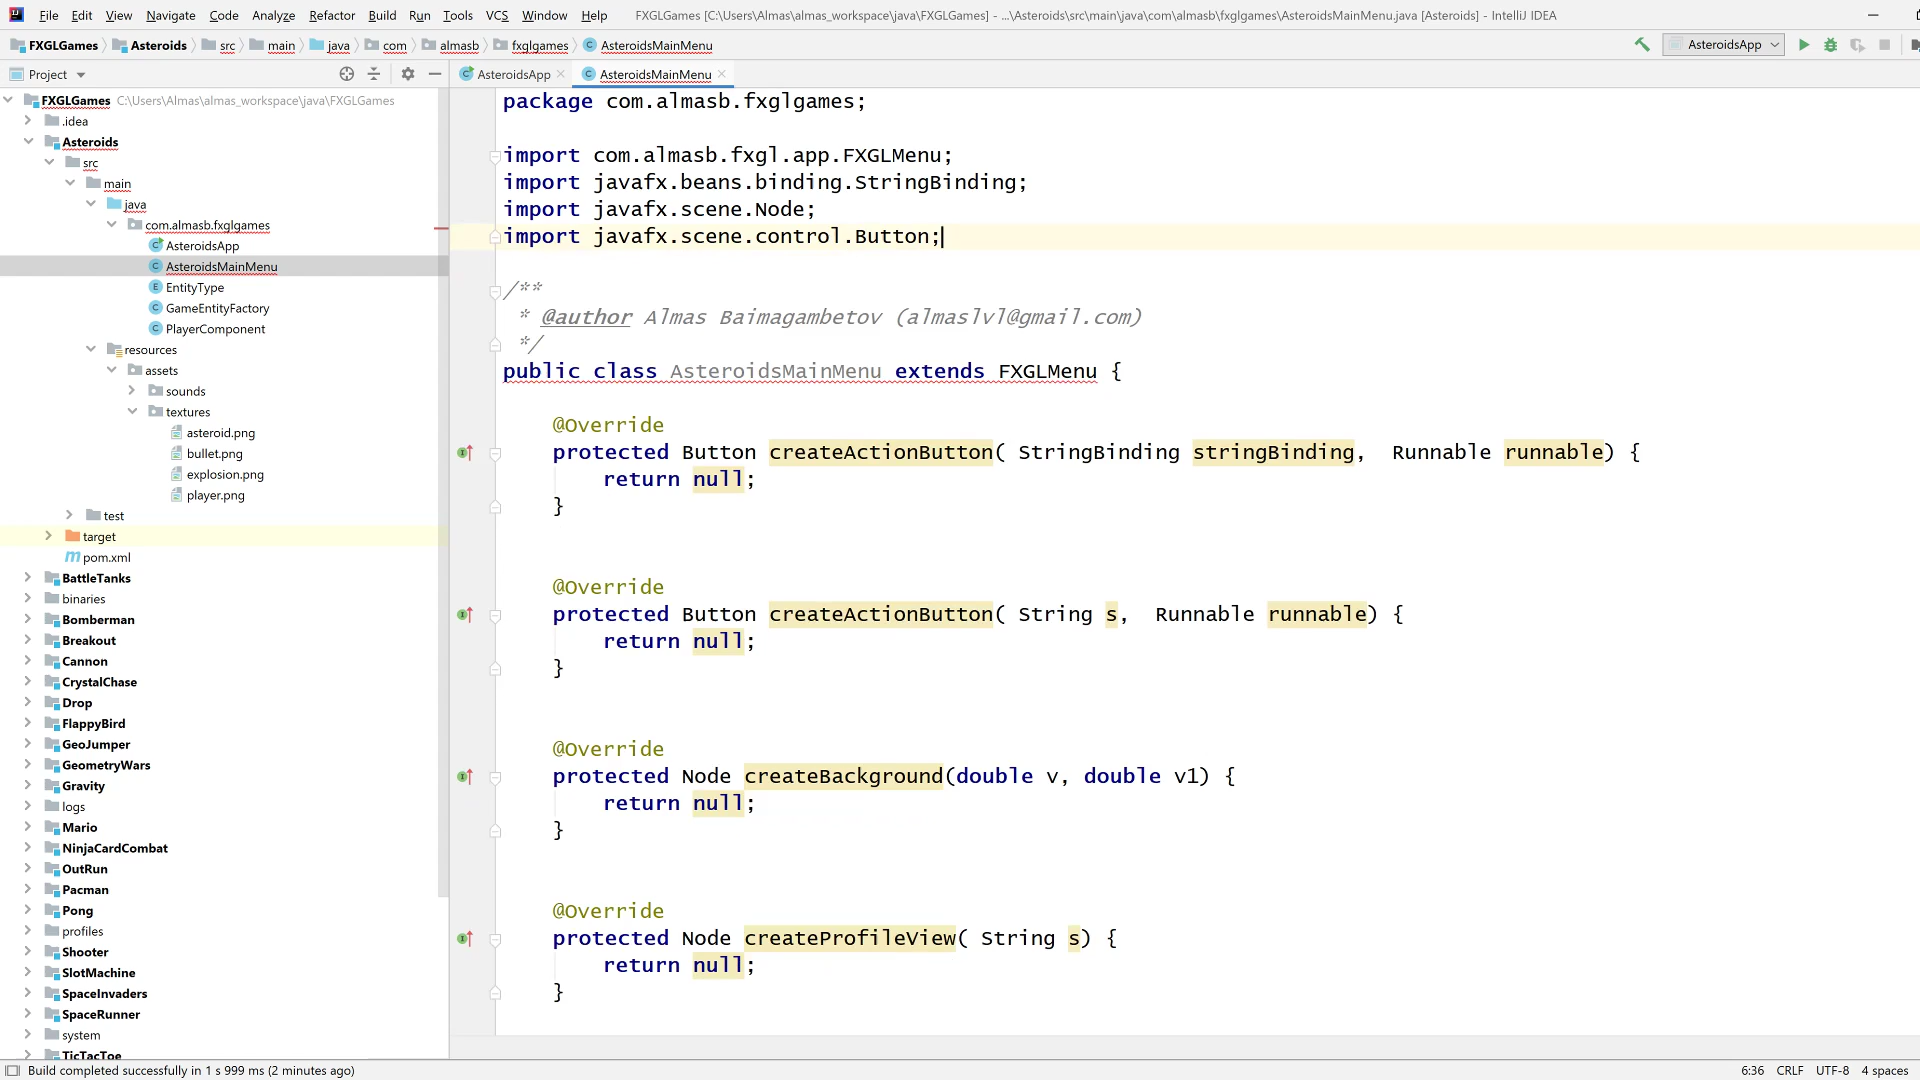 File Edit View Navigate Code Analyze Refactor Build Run Tools VCS Window Help FXGLGames [C:\Users\Almas\almas_workspace\java\FXGLGames] - ...\Asteroids\src\main\java\com\almasb\fxglgames\AsteroidsMainMenu.java [Asteroids] - IntelliJ IDEA
FXGLGames Asteroids src main java com almasb fxglgames AsteroidsMainMenu AsteroidsApp
Project AsteroidsApp AsteroidsMainMenu
FXGLGames C:\Users\Almas\almas_workspace\java\FXGLGames
.idea
Asteroids
src
main
java
com.almasb.fxglgames
AsteroidsApp
AsteroidsMainMenu
EntityType
GameEntityFactory
PlayerComponent
resources
assets
sounds
textures
asteroid.png
bullet.png
explosion.png
player.png
test
target
pom.xml
BattleTanks
binaries
Bomberman
Breakout
Cannon
CrystalChase
Drop
FlappyBird
GeoJumper
GeometryWars
Gravity
logs
Mario
NinjaCardCombat
OutRun
Pacman
Pong
profiles
Shooter
SlotMachine
SpaceInvaders
SpaceRunner
system
TicTacToe
package com.almasb.fxglgames;
import com.almasb.fxgl.app.FXGLMenu;
import javafx.beans.binding.StringBinding;
import javafx.scene.Node;
import javafx.scene.control.Button;
/**
* @author Almas Baimagambetov (almaslvl@gmail.com)
*/
public class AsteroidsMainMenu extends FXGLMenu {
@Override
protected Button createActionButton( StringBinding stringBinding, Runnable runnable) {
return null;
}
@Override
protected Button createActionButton( String s, Runnable runnable) {
return null;
}
@Override
protected Node createBackground(double v, double v1) {
return null;
}
@Override
protected Node createProfileView( String s) {
return null;
}
Build completed successfully in 1 s 999 ms (2 minutes ago) 6:36 CRLF UTF-8 4 spaces